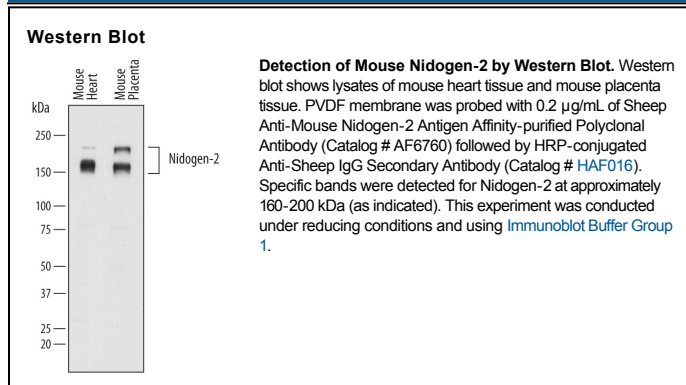 Western Blot
Mouse
Heart
Mouse
Placenta
kDa
250
150
100
75
50
37
25
20
Nidogen-2
Detection of Mouse Nidogen-2 by Western Blot. Western
blot shows lysates of mouse heart tissue and mouse placenta
tissue. PVDF membrane was probed with 0.2 µg/mL of Sheep
Anti-Mouse Nidogen-2 Antigen Affinity-purified Polyclonal
Antibody (Catalog # AF6760) followed by HRP-conjugated
Anti-Sheep IgG Secondary Antibody (Catalog # HAF016).
Specific bands were detected for Nidogen-2 at approximately
160-200 kDa (as indicated). This experiment was conducted
under reducing conditions and using Immunoblot Buffer Group
1.